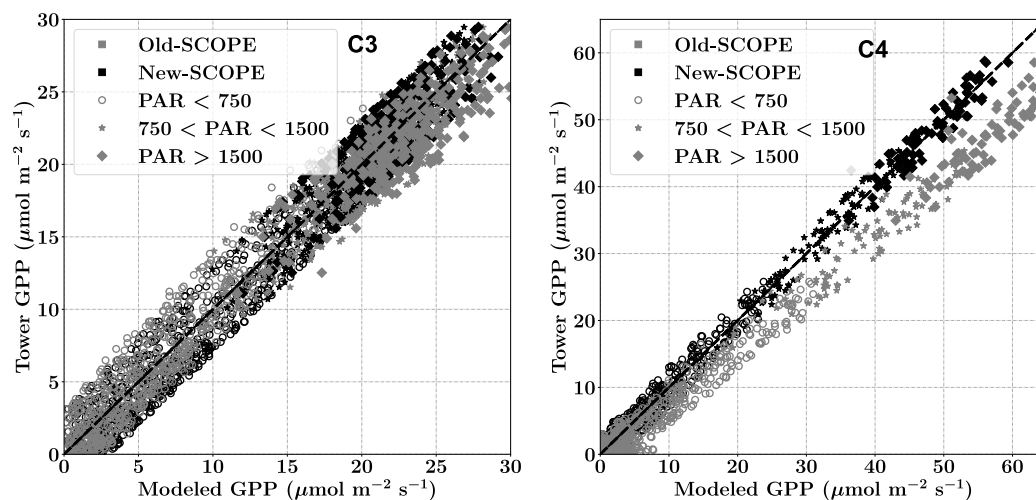 30
25
20
15
10
5
0
Tower GPP (μmol m⁻² s⁻¹)
Old-SCOPE
New-SCOPE
PAR < 750
750 < PAR < 1500
PAR > 1500
C3
0 5 10 15 20 25 30
Modeled GPP (μmol m⁻² s⁻¹)
60
50
40
30
20
10
0
Tower GPP (μmol m⁻² s⁻¹)
Old-SCOPE
New-SCOPE
PAR < 750
750 < PAR < 1500
PAR > 1500
C4
0 10 20 30 40 50 60
Modeled GPP (μmol m⁻² s⁻¹)